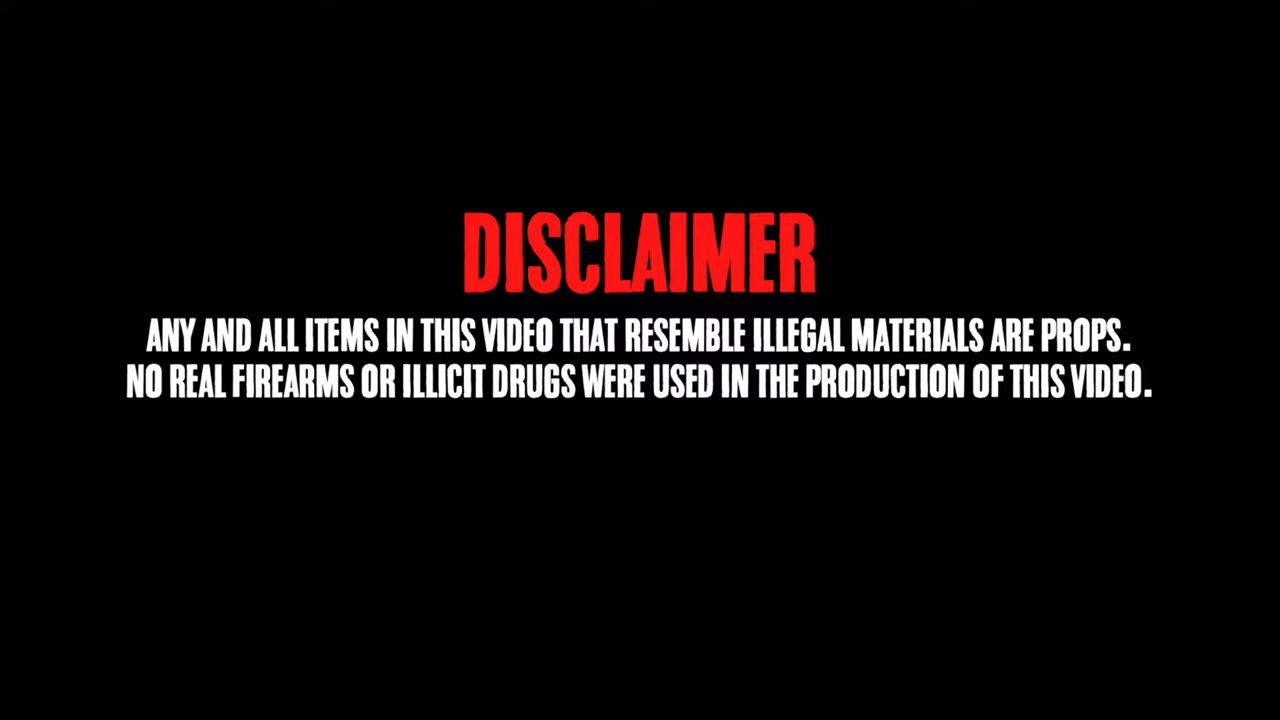 DISCLAIMER
ANY AND ALL ITEMS IN THIS VIDEO THAT RESEMBLE ILLEGAL MATERIALS ARE PROPS.
NO REAL FIREARMS OR ILLICIT DRUGS WERE USED IN THE PRODUCTION OF THIS VIDEO.